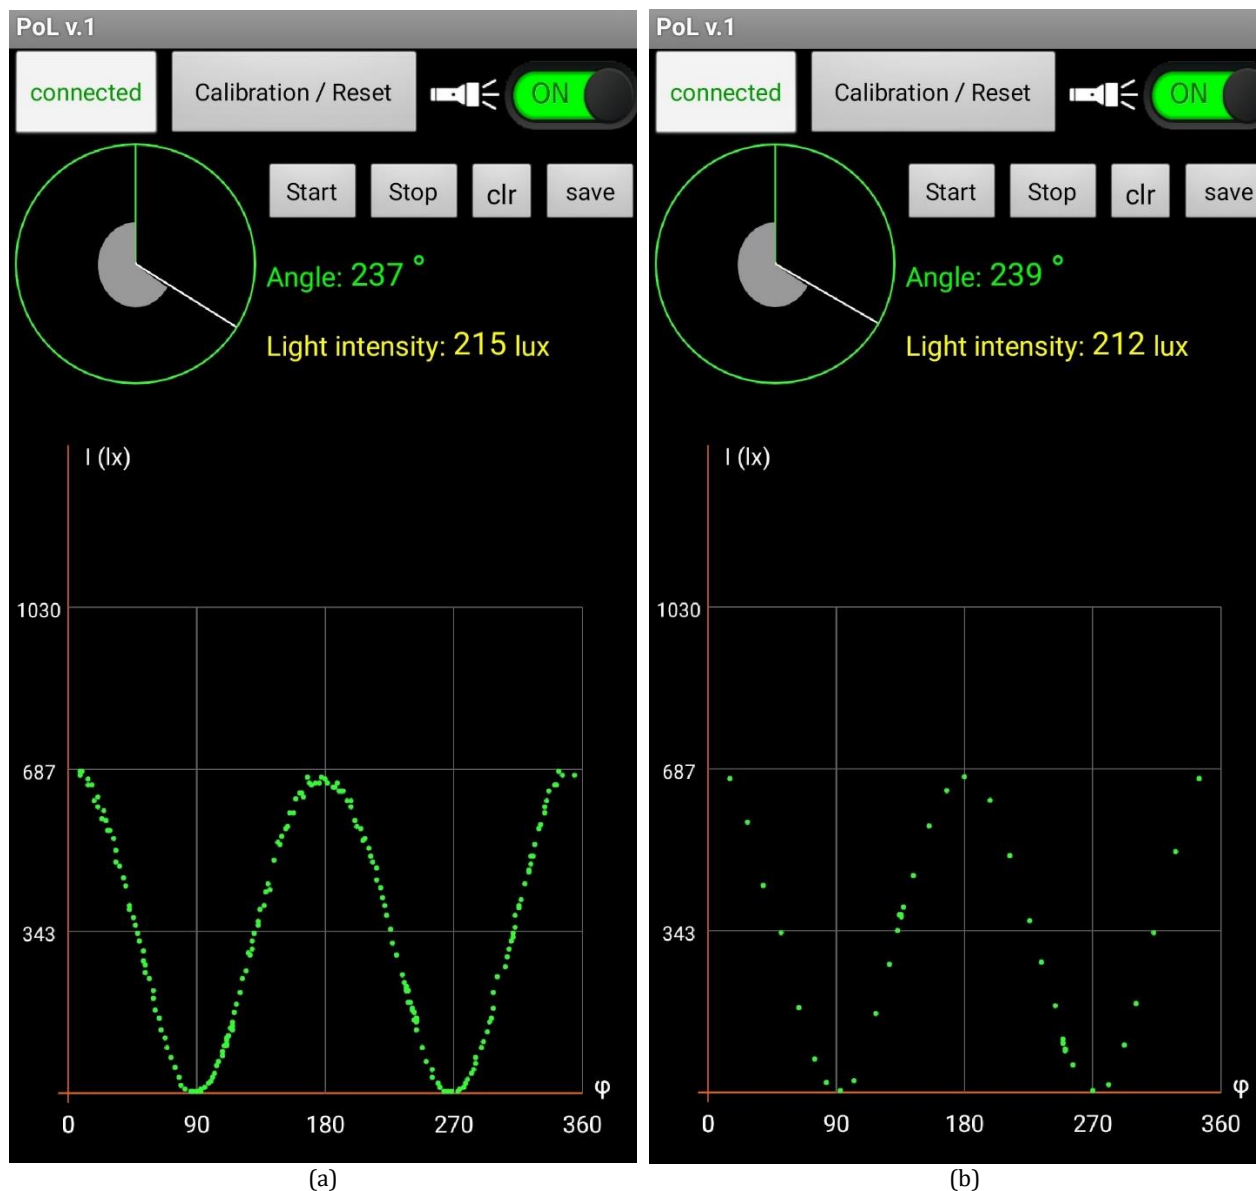 PoL v.1
connected
Calibration / Reset
ON
Start
Stop
clr
save
Angle: 237 °
Light intensity: 215 lux
I (lx)
1030
687
343
φ
0 90 180 270 360
(a)
PoL v.1
connected
Calibration / Reset
ON
Start
Stop
clr
save
Angle: 239 °
Light intensity: 212 lux
I (lx)
1030
687
343
φ
0 90 180 270 360
(b)